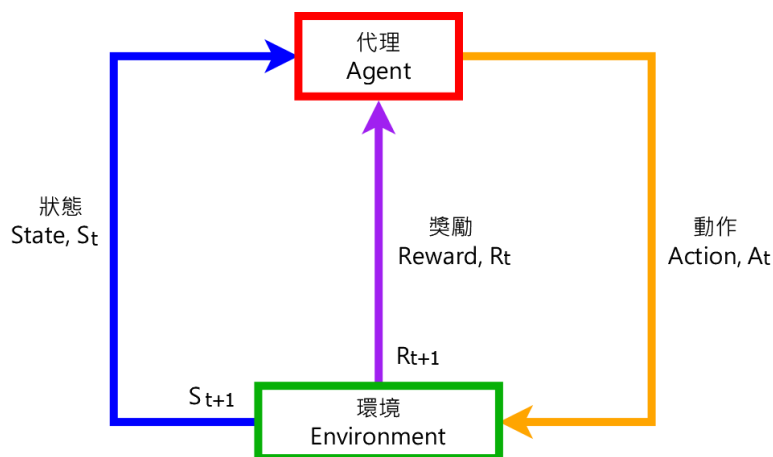 代理
Agent
狀態
State, St
獎勵
Reward, Rt
動作
Action, At
Rt+1
St+1
環境
Environment